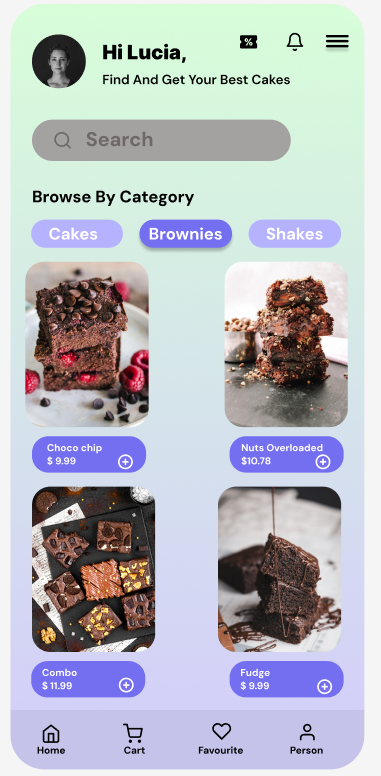 Hi Lucia,
%
Find And Get Your Best Cakes
Search
Browse By Category
Cakes
Brownies
Shakes
Choco chip
$ 9.99
Nuts Overloaded
$10.78
Combo
$ 11.99
Fudge
$ 9.99
Home
Cart
Favourite
Person